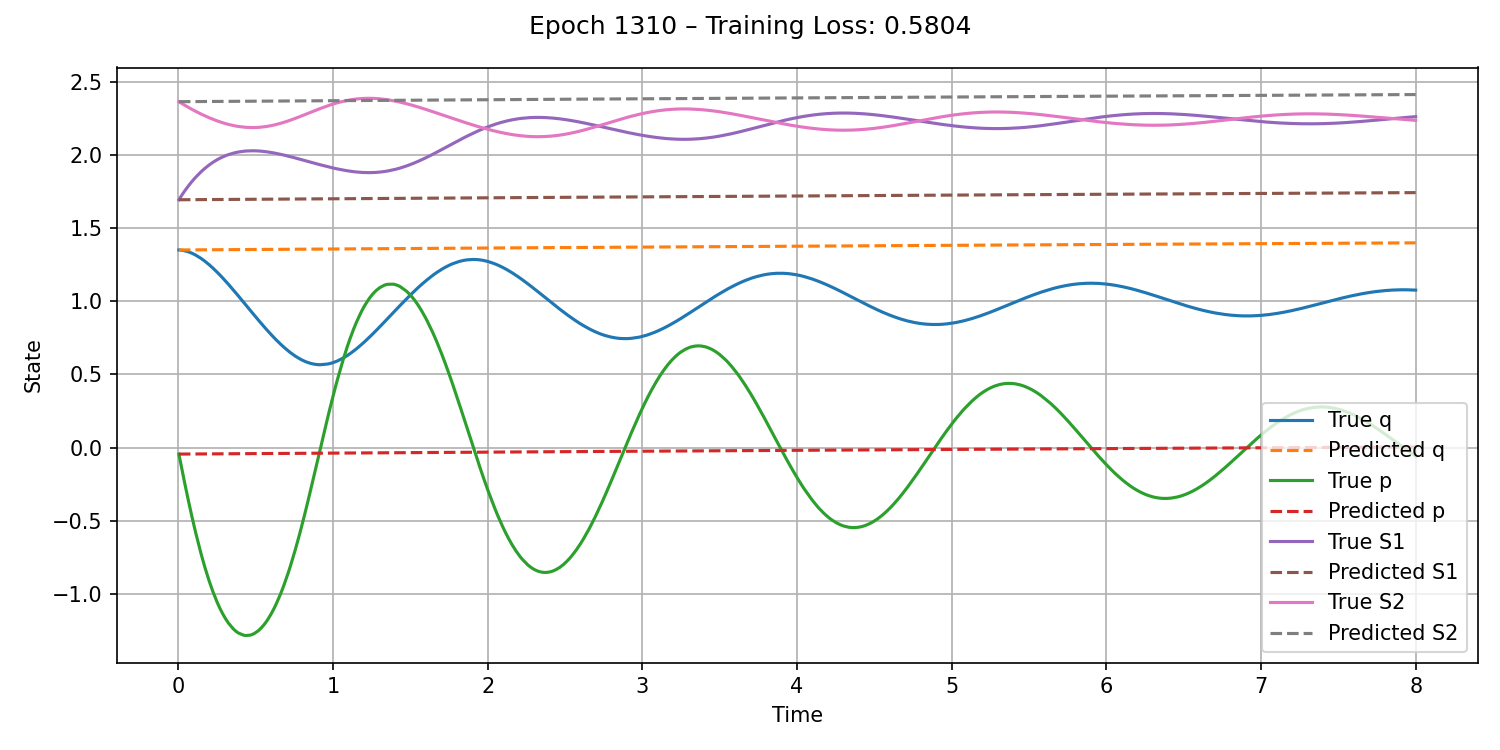 Epoch 1310 – Training Loss: 0.5804
2.5
2.0
1.5
1.0
0.5
0.0
−0.5
−1.0
State
0 1 2 3 4 5 6 7 8
Time
True q
Predicted q
True p
Predicted p
True S1
Predicted S1
True S2
Predicted S2